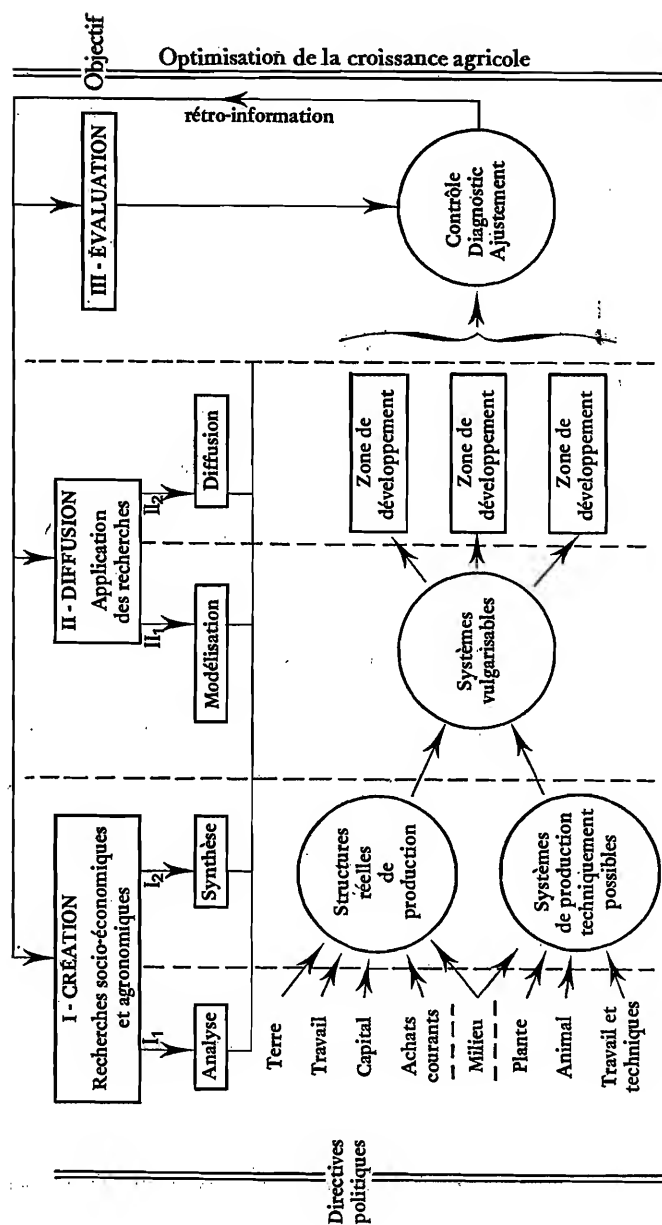 Directives
politiques
I - CRÉATION
Recherches socio-économiques
et agronomiques
I1
I2
Analyse
Synthèse
II - DIFFUSION
Application
des recherches
II1
II2
Modélisation
Diffusion
III - ÉVALUATION
Objectif
Optimisation de la croissance agricole
rétro-information
Terre
Travail
Capital
Achats
courants
Milieu
Plante
Animal
Travail et
techniques
Structures
réelles
de
production
Systèmes
de production
techniquement
possibles
Systèmes
vulgarisables
Zone de
développement
Zone de
développement
Zone de
développement
Contrôle
Diagnostic
Ajustement